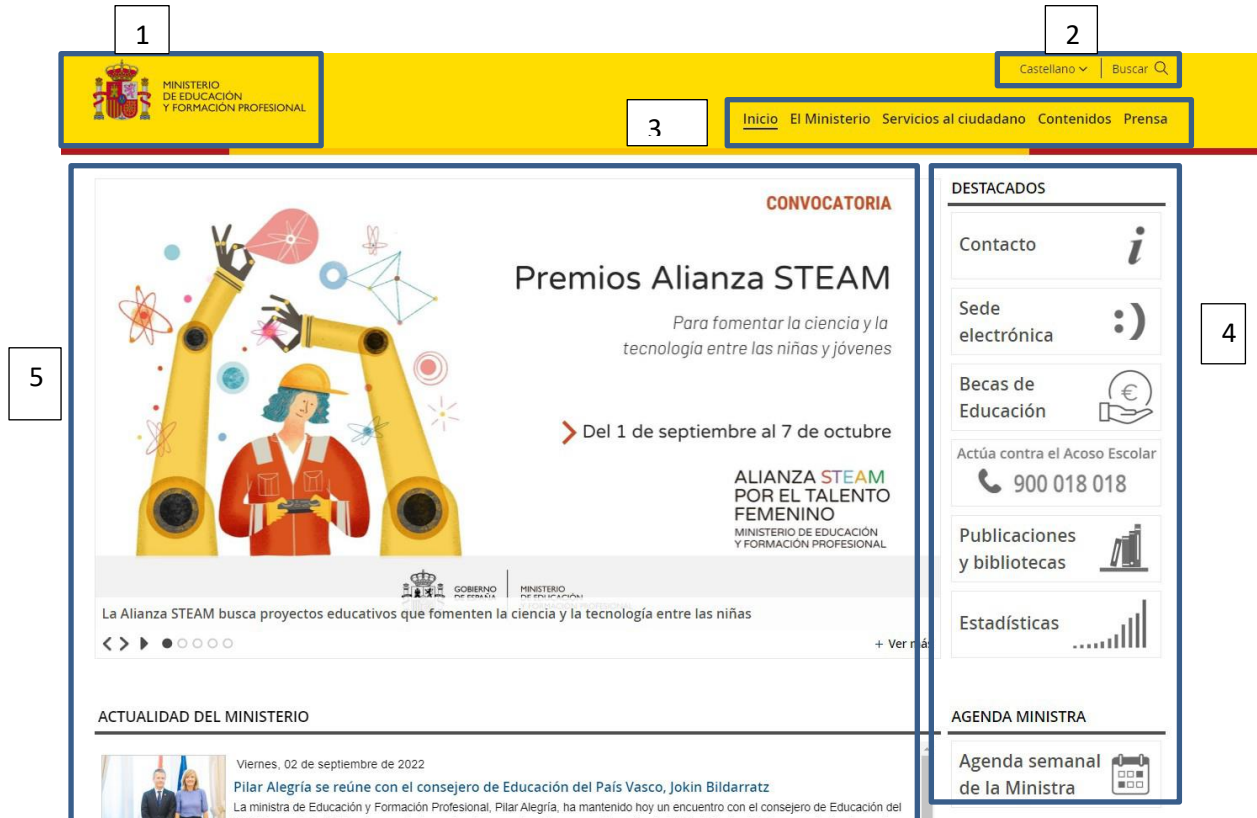 1
2
MINISTERIO
DE EDUCACIÓN
Y FORMACIÓN PROFESIONAL
Castellano
Buscar
3
Inicio El Ministerio Servicios al ciudadano Contenidos Prensa
5
CONVOCATORIA
Premios Alianza STEAM
Para fomentar la ciencia y la
tecnología entre las niñas y jóvenes
Del 1 de septiembre al 7 de octubre
ALIANZA STEAM
POR EL TALENTO
FEMENINO
MINISTERIO DE EDUCACIÓN
Y FORMACIÓN PROFESIONAL
GOBIERNO
DE ESPAÑA
MINISTERIO
DE EDUCACIÓN
Y FORMACIÓN PROFESIONAL
La Alianza STEAM busca proyectos educativos que fomenten la ciencia y la tecnología entre las niñas
+ Ver más
ACTUALIDAD DEL MINISTERIO
Viernes, 02 de septiembre de 2022
Pilar Alegría se reúne con el consejero de Educación del País Vasco, Jokin Bildarratz
La ministra de Educación y Formación Profesional, Pilar Alegría, ha mantenido hoy un encuentro con el consejero de Educación del
DESTACADOS
Contacto
i
Sede
electrónica
:)
Becas de
Educación
€
Actúa contra el Acoso Escolar
900 018 018
Publicaciones
y bibliotecas
Estadísticas
4
AGENDA MINISTRA
Agenda semanal
de la Ministra